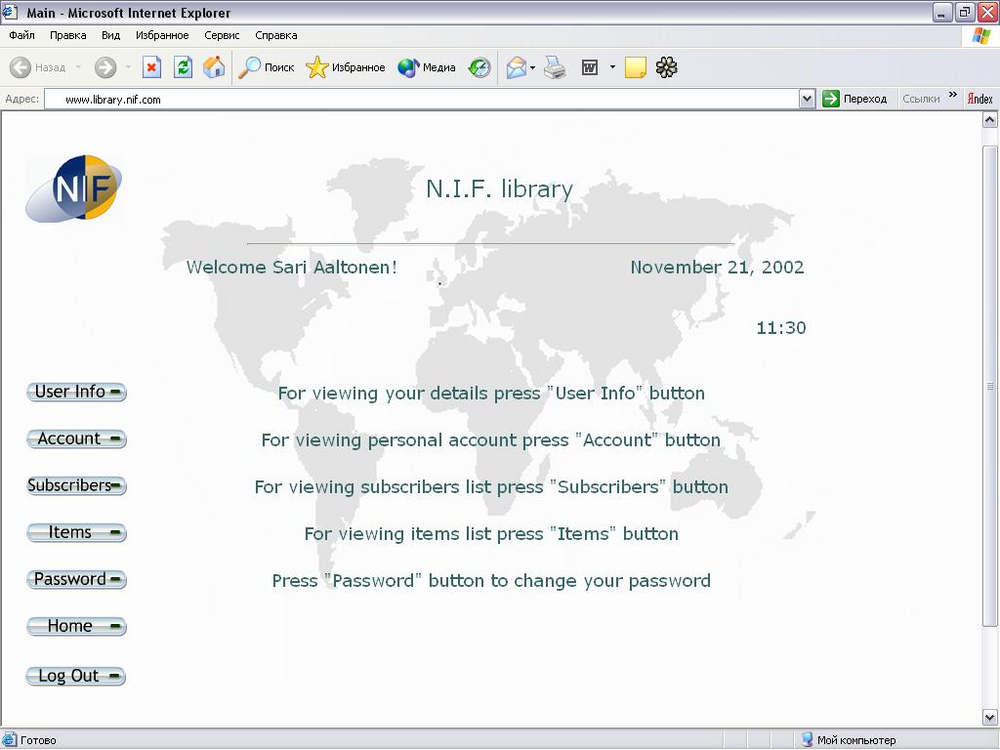 Main - Microsoft Internet Explorer
Файл Правка Вид Избранное Сервис Справка
Назад Поиск Избранное Медиа
Адрес: www.library.nif.com Переход Ссылки » Яndex
NIF
N.I.F. library
Welcome Sari Aaltonen! November 21, 2002
11:30
User Info For viewing your details press "User Info" button
Account For viewing personal account press "Account" button
Subscribers For viewing subscribers list press "Subscribers" button
Items For viewing items list press "Items" button
Password Press "Password" button to change your password
Home
Log Out
Готово Мой компьютер